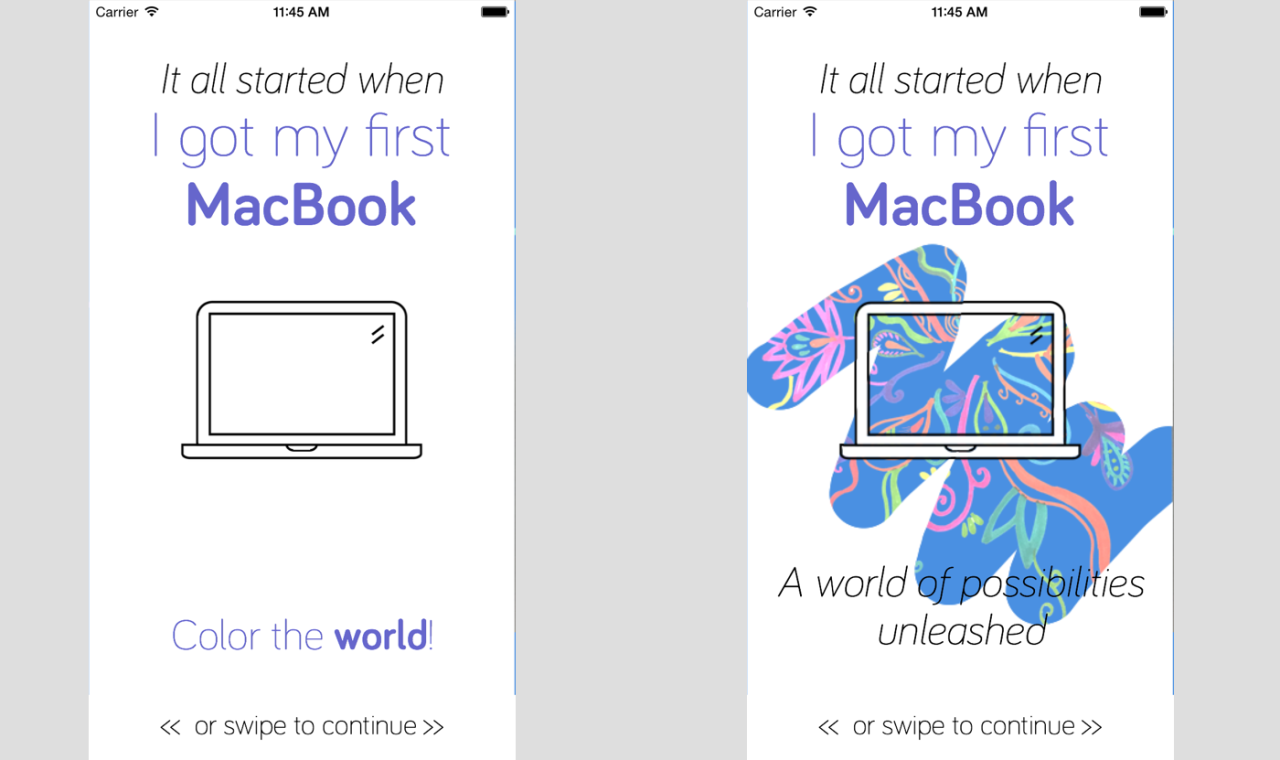 Carrier 11:45 AM
It all started when
I got my first
MacBook
Color the world!
<< or swipe to continue >>
Carrier 11:45 AM
It all started when
I got my first
MacBook
A world of possibilities
unleashed
<< or swipe to continue >>